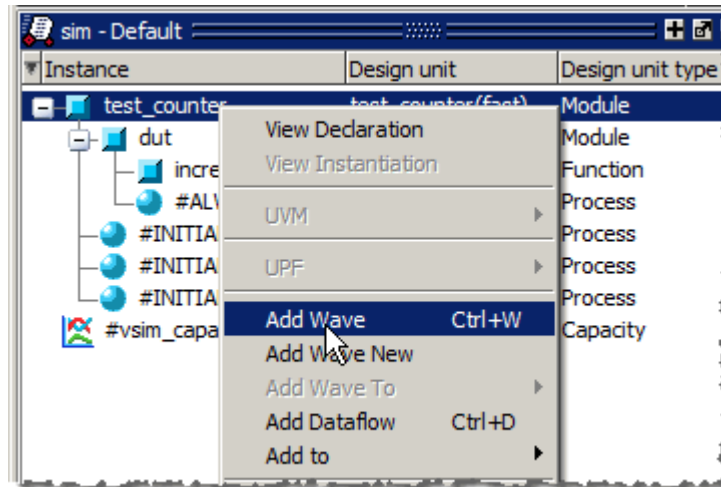 sim - Default
Instance Design unit Design unit type
test_counter test_counter(fast) Module
dut Module
incre Function
#ALW Process
#INITIA Process
#INITIA Process
#INITIA Process
#vsim_capa Capacity
View Declaration
View Instantiation
UVM
UPF
Add Wave Ctrl+W
Add Wave New
Add Wave To
Add Dataflow Ctrl+D
Add to